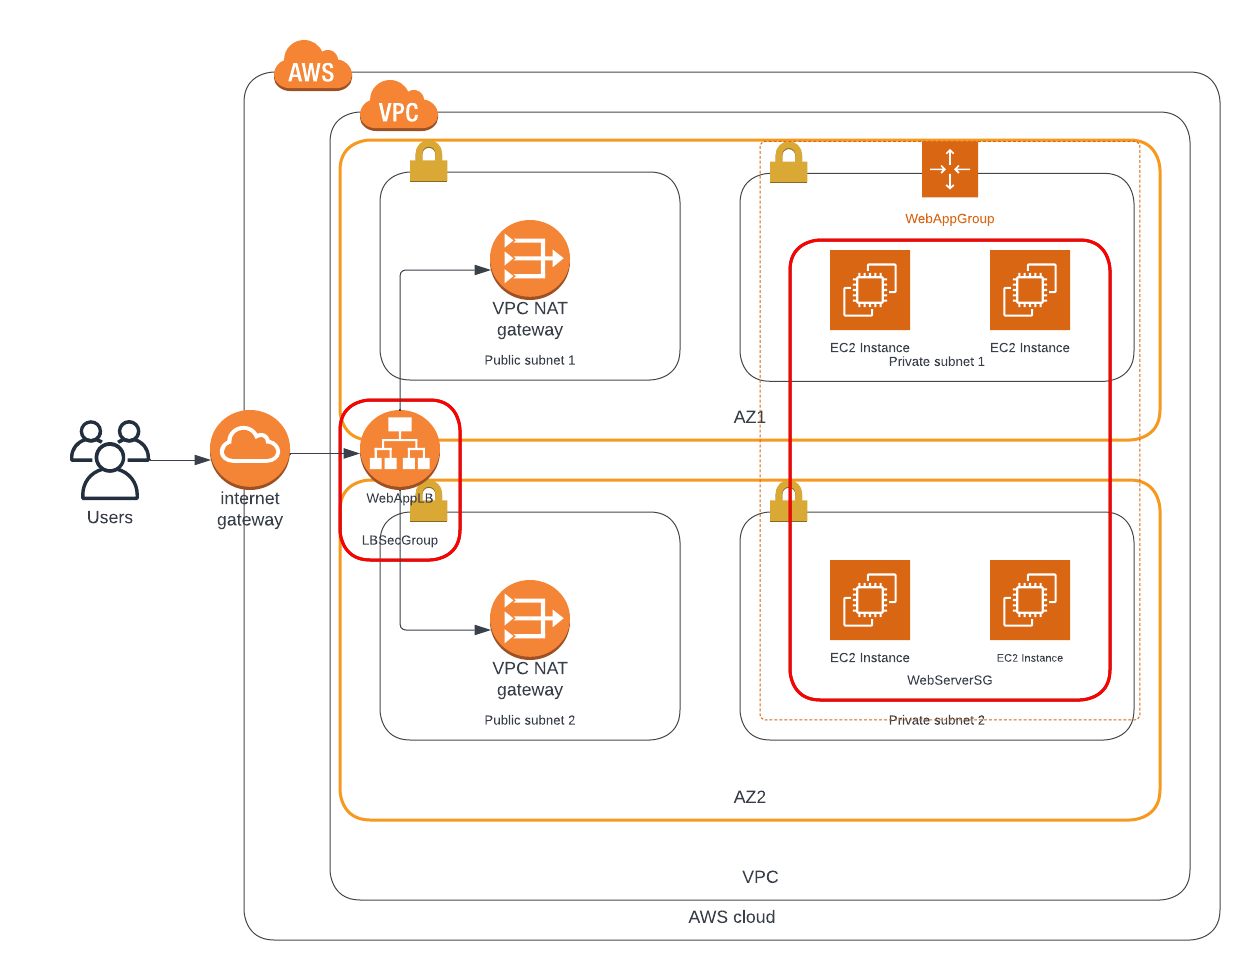 AWS
VPC
WebAppGroup
VPC NAT
gateway
Public subnet 1
EC2 Instance
EC2 Instance
Private subnet 1
AZ1
Users
internet
gateway
WebAppLB
LBSecGroup
VPC NAT
gateway
Public subnet 2
EC2 Instance
EC2 Instance
WebServerSG
Private subnet 2
AZ2
VPC
AWS cloud